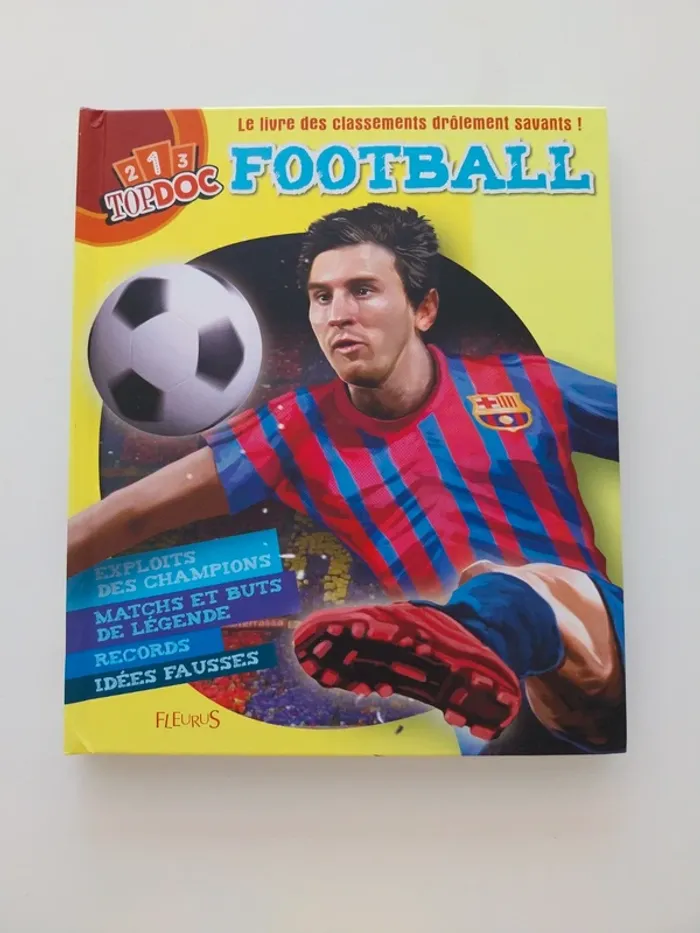 Le livre des classements drôlement savants !
FOOTBALL
2 1 3
TOPDOC
EXPLOITS
DES CHAMPIONS
MATCHS ET BUTS
DE LÉGENDE
RECORDS
IDÉES FAUSSES
FLEURUS